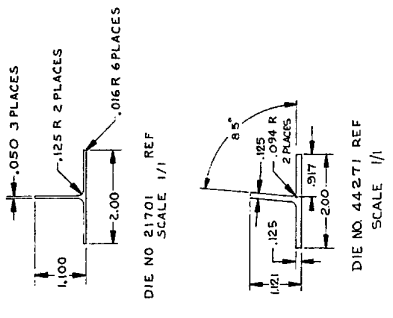 .050 3 PLACES
.125 R 2 PLACES
.016 R 6 PLACES
1.100
2.00
DIE NO 21701 REF
SCALE 1/1
85°
.125
.094 R
2 PLACES
.125
1.121
.917
2.00
DIE NO. 44271 REF
SCALE 1/1